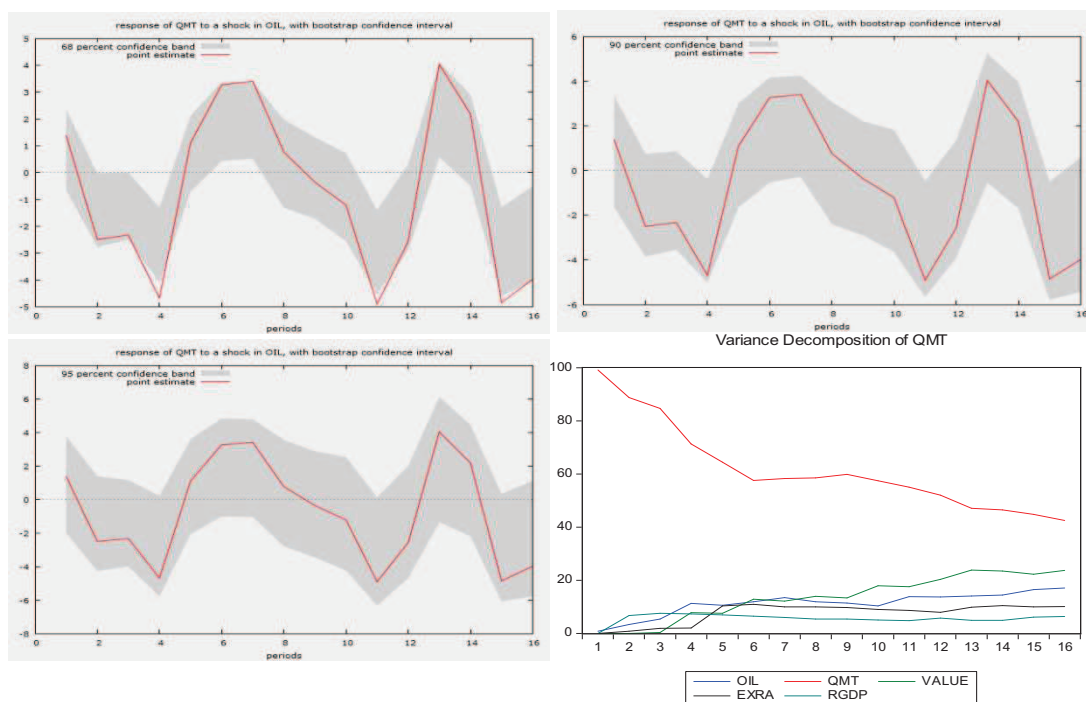 response of QMT to a shock in OIL, with bootstrap confidence interval
68 percent confidence band
point estimate
5
4
3
2
1
0
-1
-2
-3
-4
-5
0 2 4 6 8 10 12 14 16
periods
response of QMT to a shock in OIL, with bootstrap confidence interval
90 percent confidence band
point estimate
6
4
2
0
-2
-4
-6
0 2 4 6 8 10 12 14 16
periods
response of QMT to a shock in OIL, with bootstrap confidence interval
95 percent confidence band
point estimate
8
6
4
2
0
-2
-4
-6
-8
0 2 4 6 8 10 12 14 16
periods
Variance Decomposition of QMT
100
80
60
40
20
0
1 2 3 4 5 6 7 8 9 10 11 12 13 14 15 16
OIL QMT VALUE
EXRA RGDP